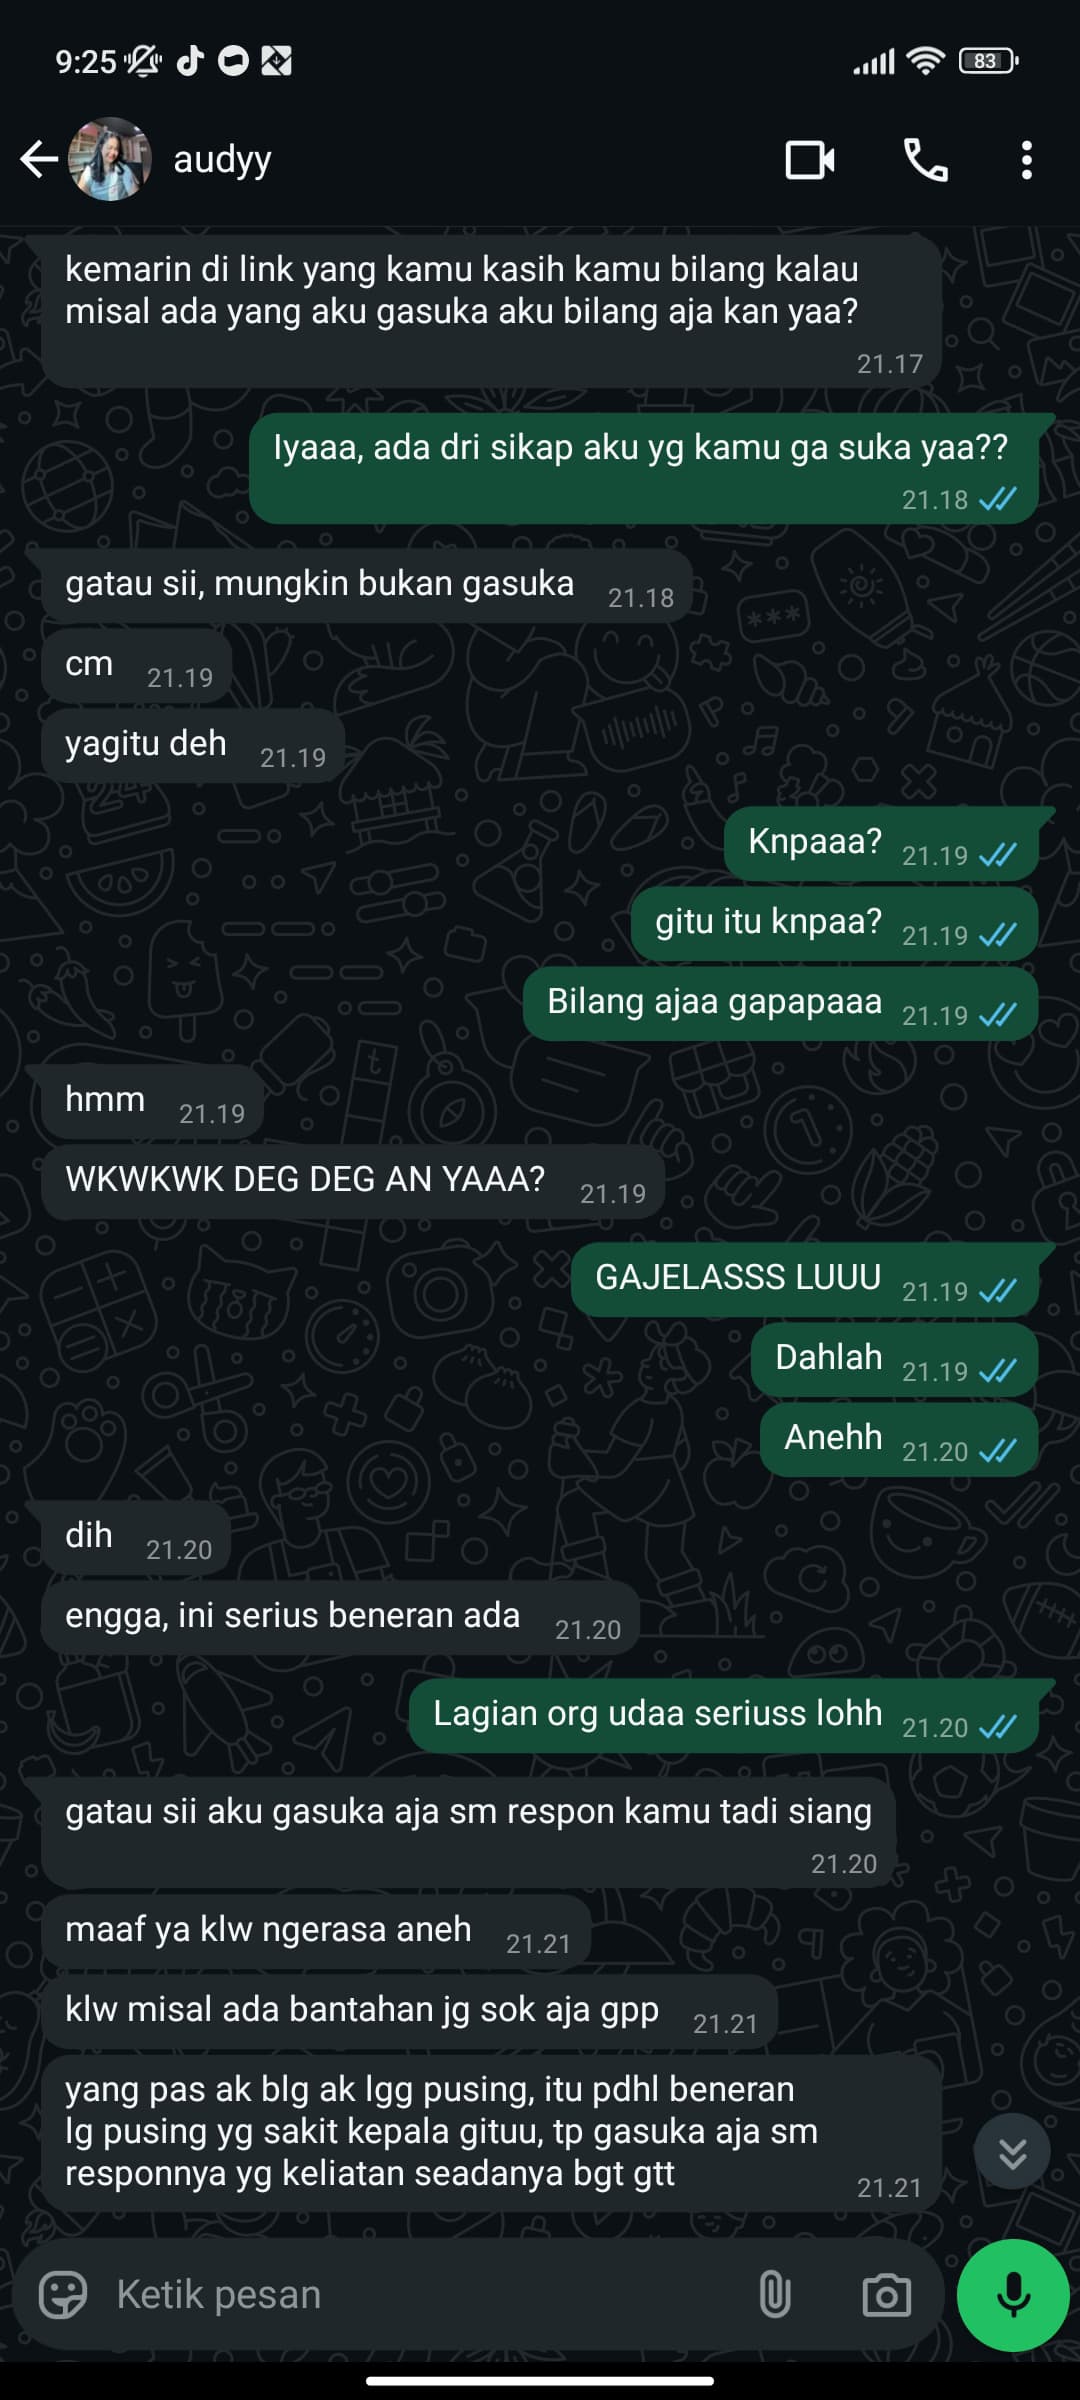 9:25
83
audyy
kemarin di link yang kamu kasih kamu bilang kalau
misal ada yang aku gasuka aku bilang aja kan yaa?
21.17
Iyaaa, ada dri sikap aku yg kamu ga suka yaa??
21.18
gatau sii, mungkin bukan gasuka 21.18
cm 21.19
yagitu deh 21.19
Knpaaa? 21.19
gitu itu knpaa? 21.19
Bilang ajaa gapapaaa 21.19
hmm 21.19
WKWKWK DEG DEG AN YAAA? 21.19
GAJELASSS LUUU 21.19
Dahlah 21.19
Anehh 21.20
dih 21.20
engga, ini serius beneran ada 21.20
Lagian org udaa seriuss lohh 21.20
gatau sii aku gasuka aja sm respon kamu tadi siang
21.20
maaf ya klw ngerasa aneh 21.21
klw misal ada bantahan jg sok aja gpp 21.21
yang pas ak blg ak lgg pusing, itu pdhl beneran
lg pusing yg sakit kepala gituu, tp gasuka aja sm
responnya yg keliatan seadanya bgt gtt 21.21
Ketik pesan